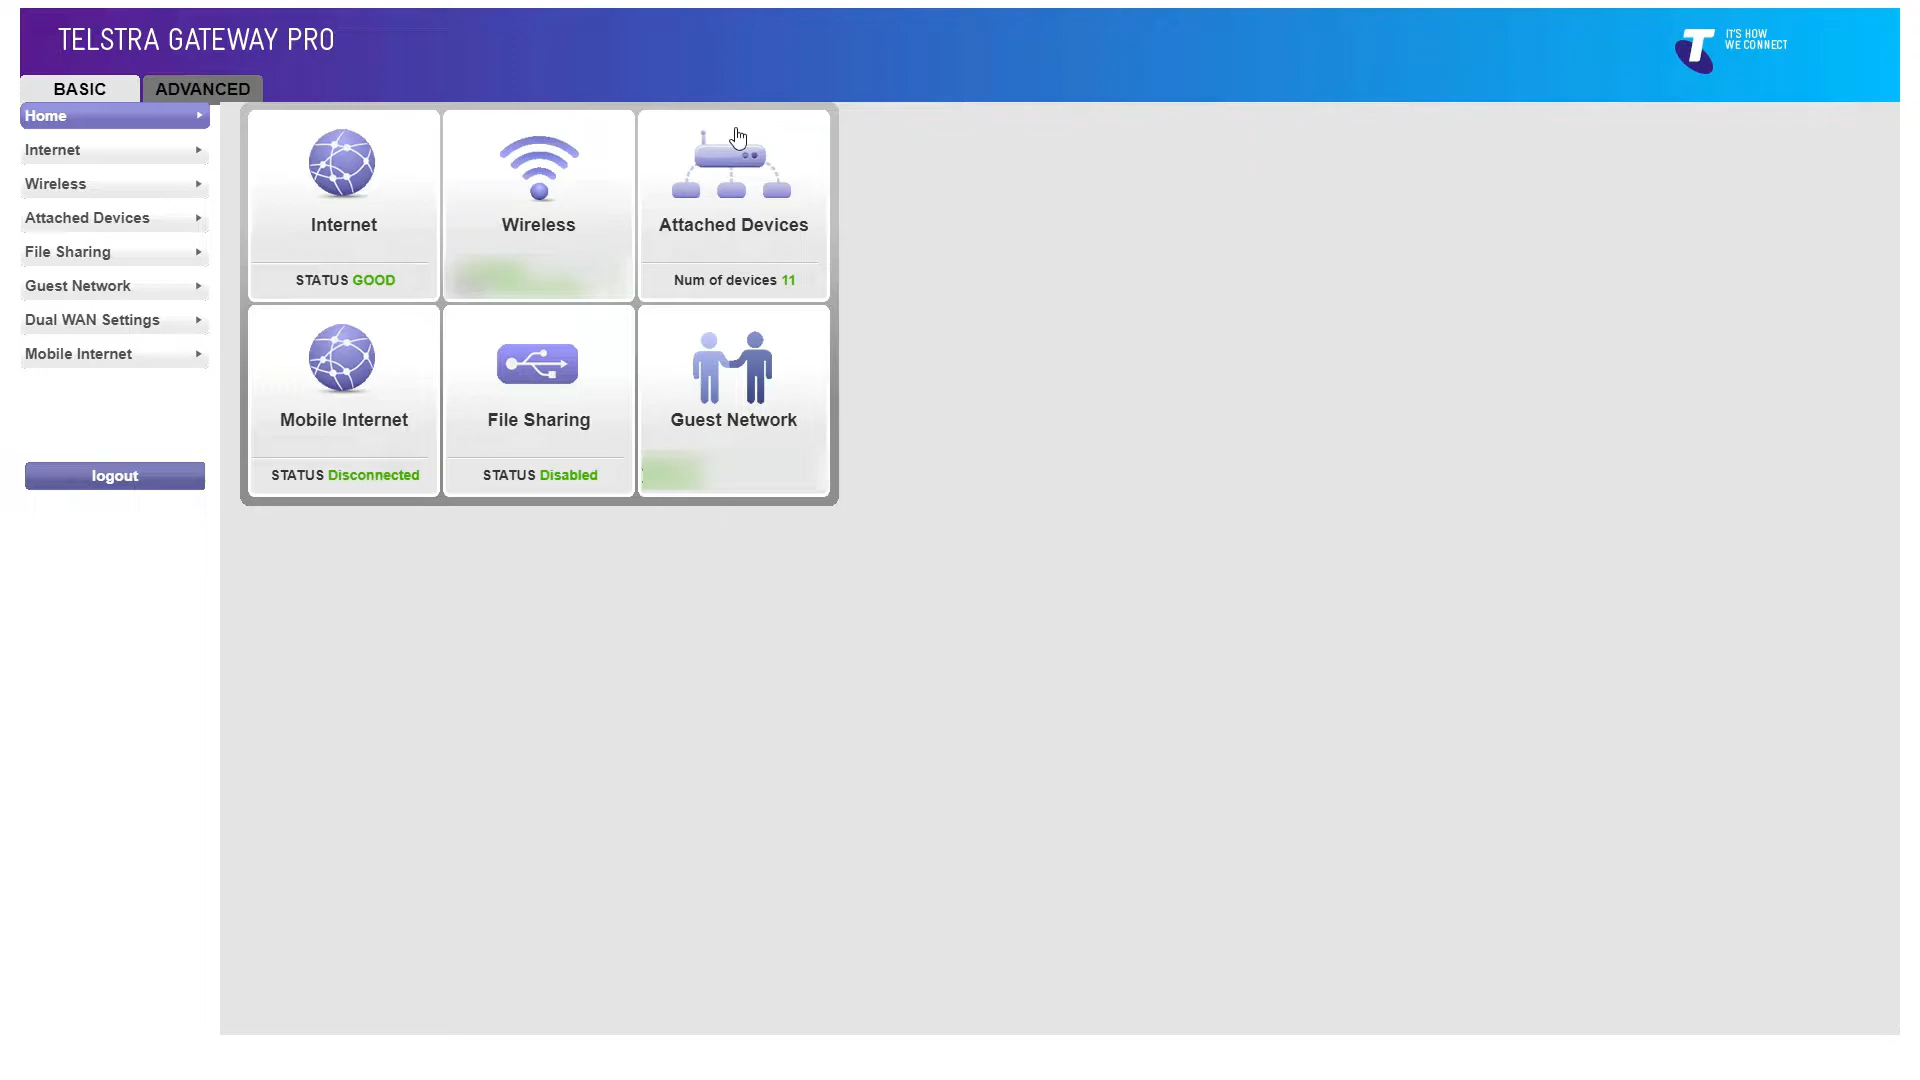 TELSTRA GATEWAY PRO
T
IT'S HOW
WE CONNECT
BASIC
ADVANCED
Home
Internet
Wireless
Attached Devices
File Sharing
Guest Network
Dual WAN Settings
Mobile Internet
logout
Internet
STATUS GOOD
Wireless
Attached Devices
Num of devices 11
Mobile Internet
STATUS Disconnected
File Sharing
STATUS Disabled
Guest Network